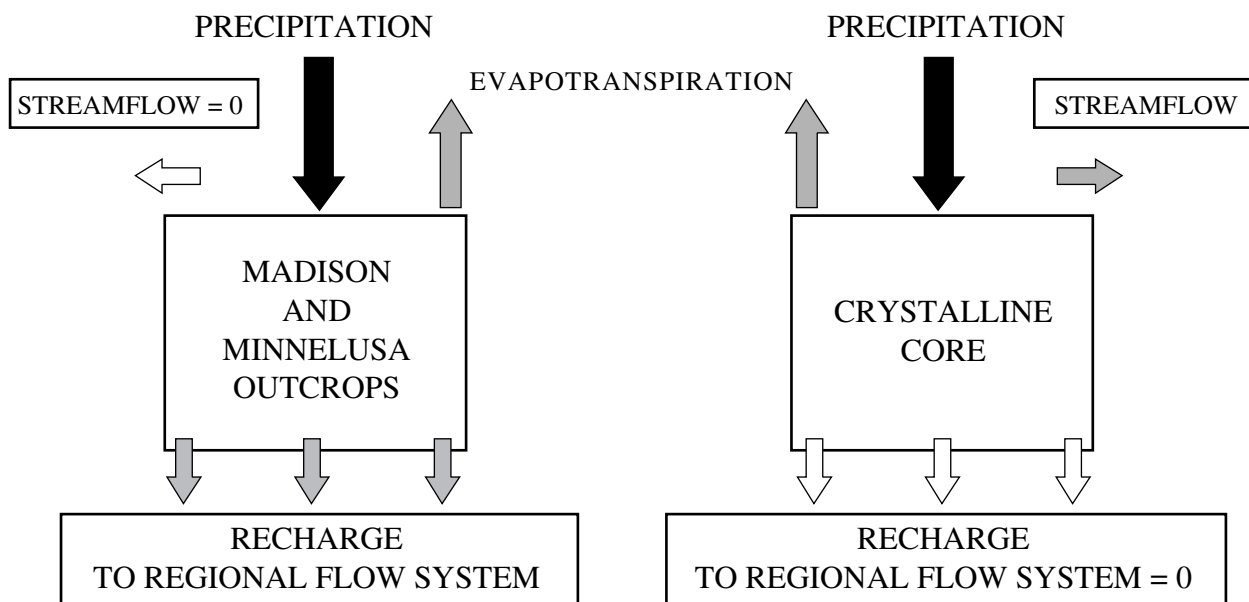 PRECIPITATION
PRECIPITATION
EVAPOTRANSPIRATION
STREAMFLOW = 0
STREAMFLOW
MADISON
AND
MINNELUSA
OUTCROPS
CRYSTALLINE
CORE
RECHARGE
TO REGIONAL FLOW SYSTEM
RECHARGE
TO REGIONAL FLOW SYSTEM = 0